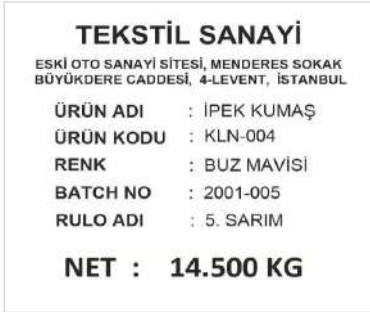 TEKSTİL SANAYİ
ESKİ OTO SANAYİ SİTESİ, MENDERES SOKAK
BÜYÜKDERE CADDESİ, 4-LEVENT, İSTANBUL
ÜRÜN ADI : İPEK KUMAŞ
ÜRÜN KODU : KLN-004
RENK : BUZ MAVİSİ
BATCH NO : 2001-005
RULO ADI : 5. SARIM
NET : 14.500 KG